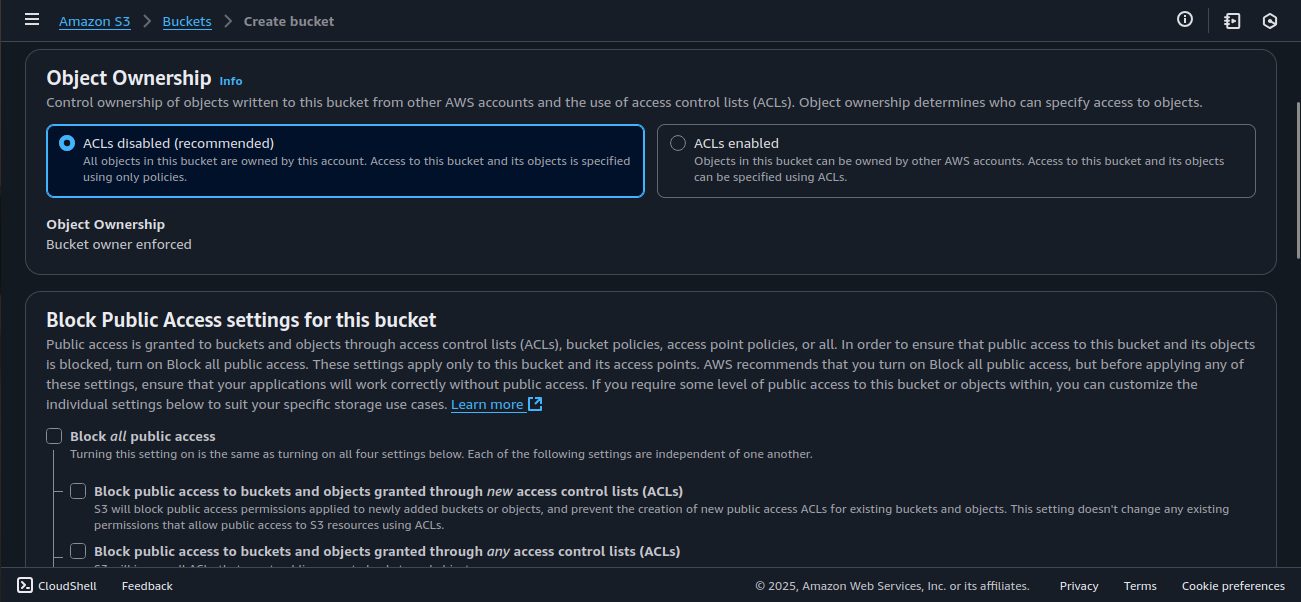 Amazon S3 > Buckets > Create bucket
Object Ownership Info
Control ownership of objects written to this bucket from other AWS accounts and the use of access control lists (ACLs). Object ownership determines who can specify access to objects.
ACLs disabled (recommended)
All objects in this bucket are owned by this account. Access to this bucket and its objects is specified
using only policies.
ACLs enabled
Objects in this bucket can be owned by other AWS accounts. Access to this bucket and its objects
can be specified using ACLs.
Object Ownership
Bucket owner enforced
Block Public Access settings for this bucket
Public access is granted to buckets and objects through access control lists (ACLs), bucket policies, access point policies, or all. In order to ensure that public access to this bucket and its objects
is blocked, turn on Block all public access. These settings apply only to this bucket and its access points. AWS recommends that you turn on Block all public access, but before applying any of
these settings, ensure that your applications will work correctly without public access. If you require some level of public access to this bucket or objects within, you can customize the
individual settings below to suit your specific storage use cases. Learn more
Block all public access
Turning this setting on is the same as turning on all four settings below. Each of the following settings are independent of one another.
Block public access to buckets and objects granted through new access control lists (ACLs)
S3 will block public access permissions applied to newly added buckets or objects, and prevent the creation of new public access ACLs for existing buckets and objects. This setting doesn't change any existing
permissions that allow public access to S3 resources using ACLs.
Block public access to buckets and objects granted through any access control lists (ACLs)
CloudShell Feedback © 2025, Amazon Web Services, Inc. or its affiliates. Privacy Terms Cookie preferences